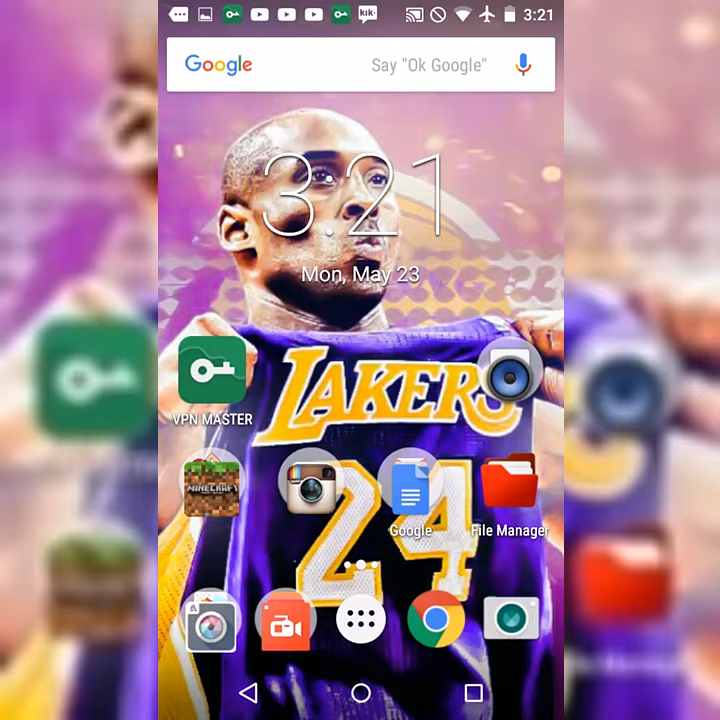 kik·
3:21
Google
Say "Ok Google"
3:21
Mon, May 23
VPN MASTER
LAKERS
MINECRAFT
Google
File Manager
24
A